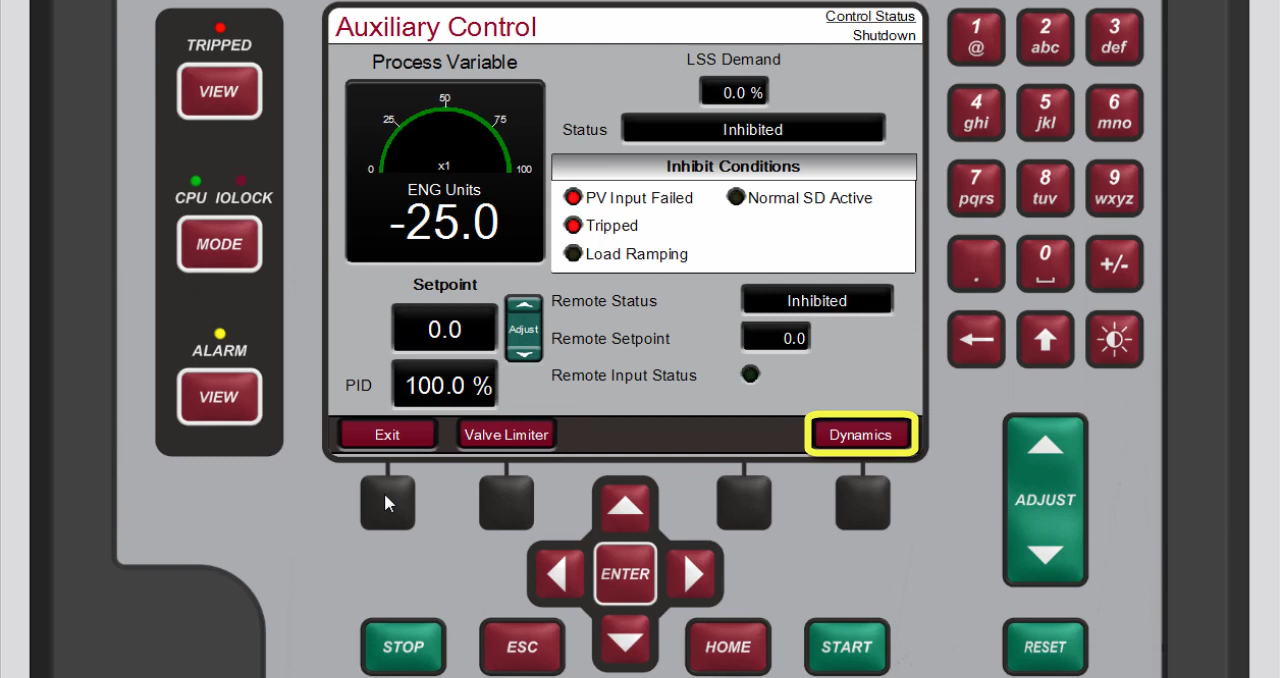 TRIPPED
VIEW
CPU IOLOCK
MODE
ALARM
VIEW
Auxiliary Control
Control Status
Shutdown
Process Variable
0
25
50
75
100
x1
ENG Units
-25.0
LSS Demand
0.0 %
Status
Inhibited
Inhibit Conditions
PV Input Failed
Normal SD Active
Tripped
Load Ramping
Setpoint
0.0
Adjust
PID
100.0 %
Remote Status
Inhibited
Remote Setpoint
0.0
Remote Input Status
Exit
Valve Limiter
Dynamics
1
@
2
abc
3
def
4
ghi
5
jkl
6
mno
7
pqrs
8
tuv
9
wxyz
.
0
+/-
ADJUST
ENTER
STOP
ESC
HOME
START
RESET